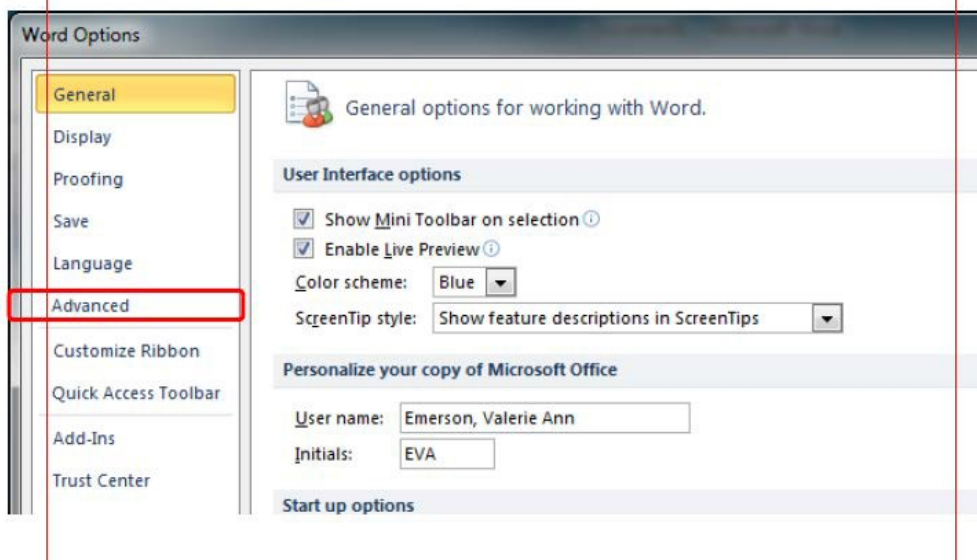 Word Options
General
Display
Proofing
Save
Language
Advanced
Customize Ribbon
Quick Access Toolbar
Add-Ins
Trust Center
General options for working with Word.
User Interface options
Show Mini Toolbar on selection
Enable Live Preview
Color scheme: Blue
ScreenTip style: Show feature descriptions in ScreenTips
Personalize your copy of Microsoft Office
User name: Emerson, Valerie Ann
Initials: EVA
Start up options